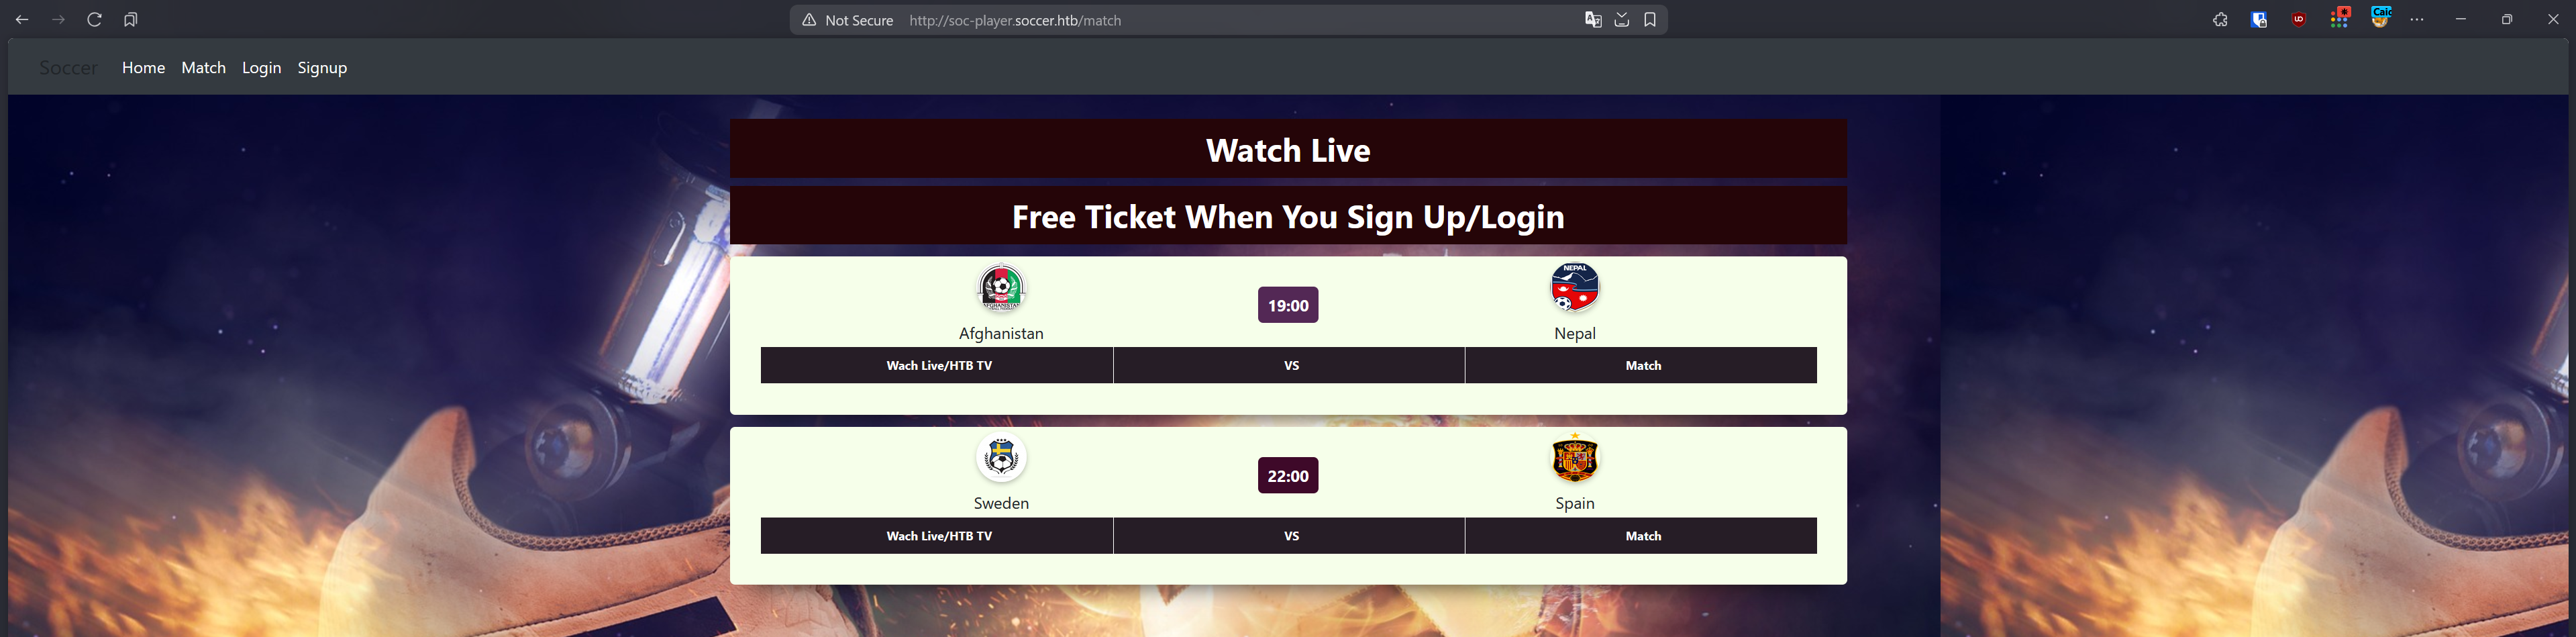 Not Secure http://soc-player.soccer.htb/match
Soccer Home Match Login Signup
Watch Live
Free Ticket When You Sign Up/Login
NEPAL
19:00
Afghanistan Nepal
Wach Live/HTB TV VS Match
22:00
Sweden Spain
Wach Live/HTB TV VS Match